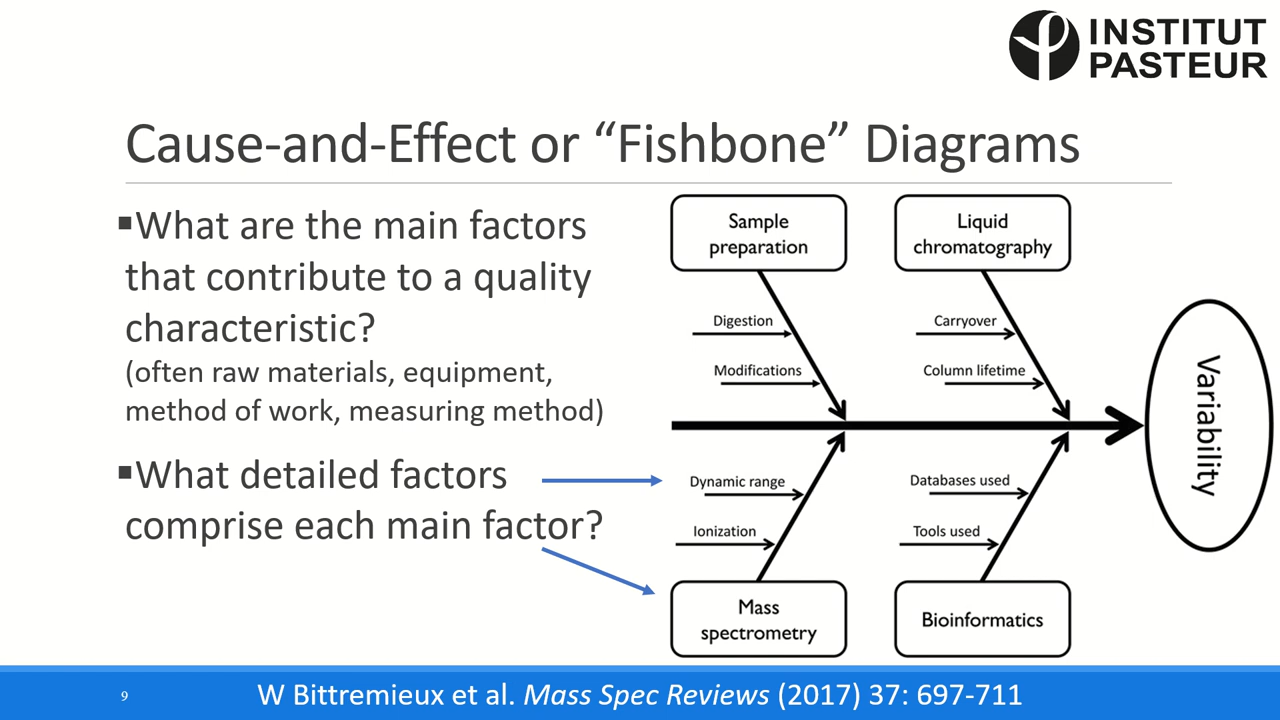 INSTITUT
PASTEUR
Cause-and-Effect or “Fishbone” Diagrams
▪What are the main factors
that contribute to a quality
characteristic?
(often raw materials, equipment,
method of work, measuring method)
▪What detailed factors
comprise each main factor?
Sample
preparation
Liquid
chromatography
Digestion
Modifications
Carryover
Column lifetime
Variability
Dynamic range
Ionization
Databases used
Tools used
Mass
spectrometry
Bioinformatics
9
W Bittremieux et al. Mass Spec Reviews (2017) 37: 697-711